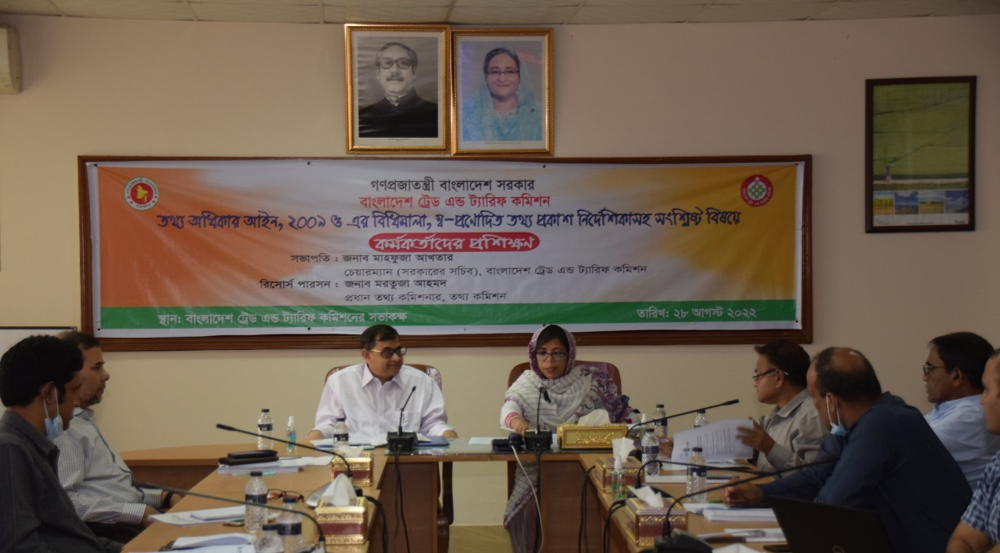 গণপ্রজাতন্ত্রী বাংলাদেশ সরকার
বাংলাদেশ ট্রেড এন্ড ট্যারিফ কমিশন
তথ্য অধিকার আইন, ২০০৯ ও এর বিধিমালা, স্ব-প্রণোদিত তথ্য প্রকাশ নির্দেশিকাসহ সংশ্লিষ্ট বিষয়ে
কর্মকর্তাদের প্রশিক্ষণ
সভাপতি : জনাব মাহফুজা আখতার
চেয়ারম্যান (সরকারের সচিব), বাংলাদেশ ট্রেড এন্ড ট্যারিফ কমিশন
রিসোর্স পারসন : জনাব মরতুজা আহমদ
প্রধান তথ্য কমিশনার, তথ্য কমিশন
স্থান: বাংলাদেশ ট্রেড এন্ড ট্যারিফ কমিশনের সভাকক্ষ
তারিখ: ২৮ আগস্ট ২০২২